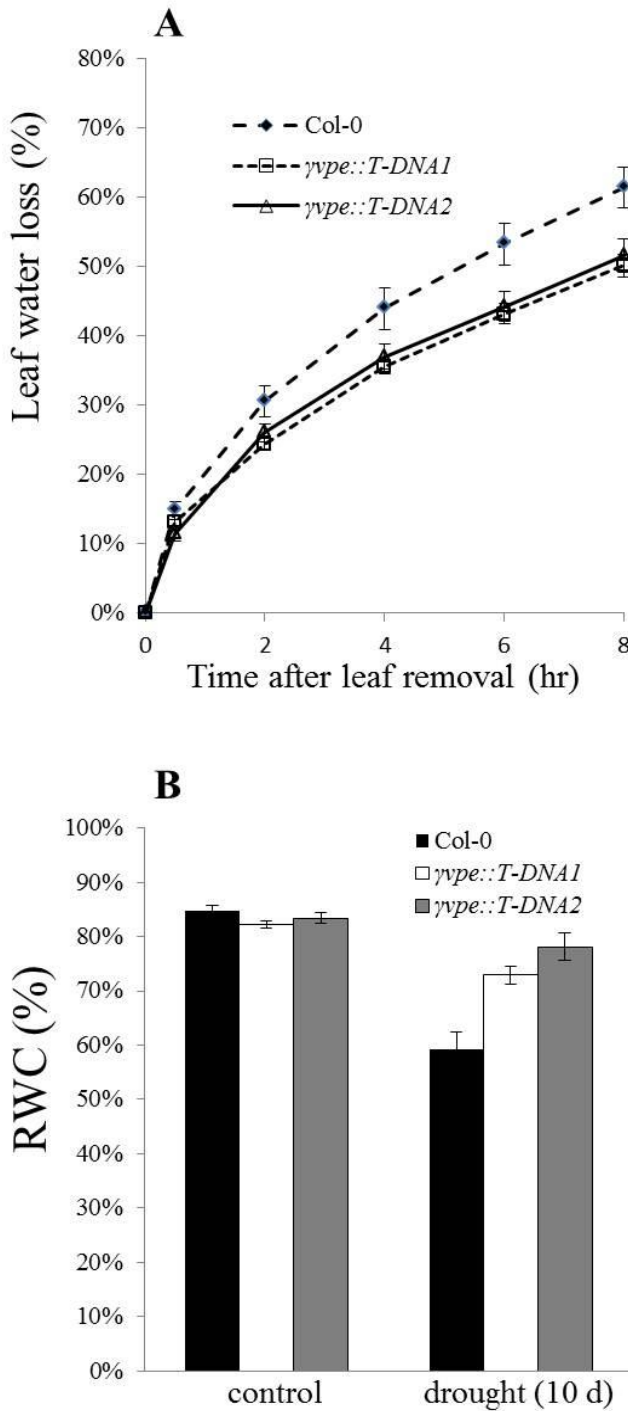 A
80%
70%
60%
50%
40%
30%
20%
10%
0%
Leaf water loss (%)
Col-0
γvpe::T-DNA1
γvpe::T-DNA2
0 2 4 6 8
Time after leaf removal (hr)
B
100%
90%
80%
70%
60%
50%
40%
30%
20%
10%
0%
RWC (%)
Col-0
γvpe::T-DNA1
γvpe::T-DNA2
control drought (10 d)